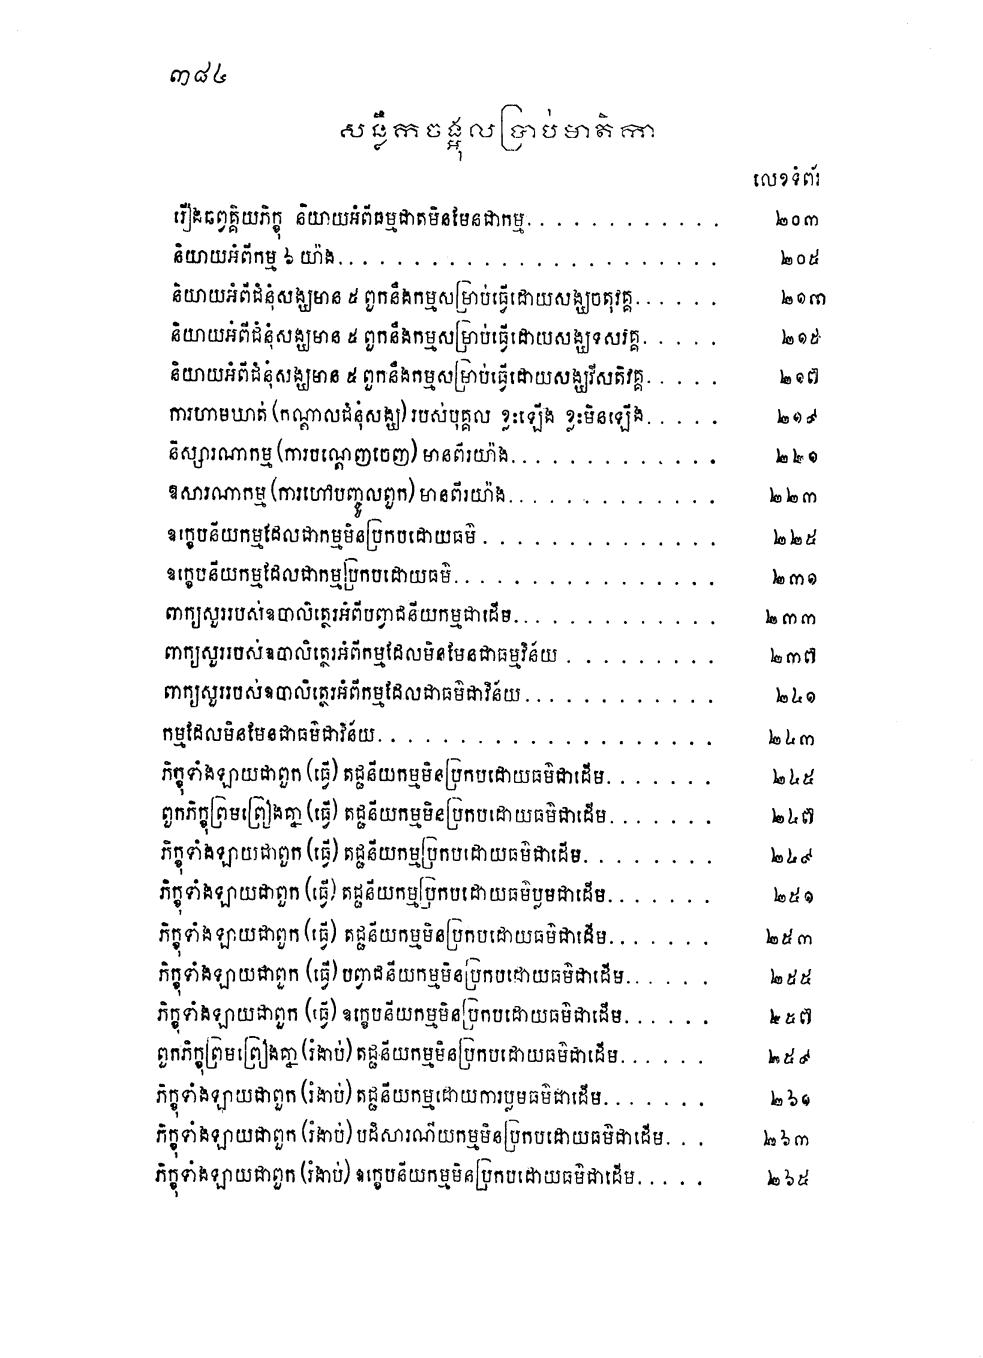 ៣៨៤
សន្លឹកចង្អុលប្រាប់មាតិកា
លេខទំព័រ
រឿងឆព្វគ្គិយភិក្ខុ និយាយអំពីធម្មជាតមិនមែនជាកម្ម. . . . . . . . . . . . . ២០៣
និយាយអំពីកម្ម ៦ យ៉ាង. . . . . . . . . . . . . . . . . . . . . ២០៥
និយាយអំពីជំនុំសង្ឃមាន ៥ ពួកនឹងកម្មសម្រាប់ធ្វើដោយសង្ឃចតុវគ្គ. . . . . . ២១៣
និយាយអំពីជំនុំសង្ឃមាន ៥ ពួកនឹងកម្មសម្រាប់ធ្វើដោយសង្ឃទសវគ្គ. . . . . ២១៥
និយាយអំពីជំនុំសង្ឃមាន ៥ ពួកនឹងកម្មសម្រាប់ធ្វើដោយសង្ឃវីសតិវគ្គ. . . . . ២១៧
ការហាមឃាត់ (កណ្តាលជំនុំសង្ឃ) របស់បុគ្គល ខ្លះឡើង ខ្លះមិនឡើង. . . . . ២១៩
និស្សារណាកម្ម (ការបណ្តេញចេញ) មានពីរយ៉ាង. . . . . . . . . . . . . ២២១
ឱសារណាកម្ម (ការហៅបញ្ចូលពួក) មានពីរយ៉ាង. . . . . . . . . . . . . ២២៣
ឧក្ខេបនីយកម្មដែលជាកម្មមិនប្រកបដោយធម៌ . . . . . . . . . . . . . . ២២៥
ឧក្ខេបនីយកម្មដែលជាកម្មប្រកបដោយធម៌. . . . . . . . . . . . . . . . ២៣១
ពាក្យសួររបស់ឧបាលិត្ថេរអំពីបព្វាជនីយកម្មជាដើម. . . . . . . . . . . . . ២៣៣
ពាក្យសួររបស់ឧបាលិត្ថេរអំពីកម្មដែលមិនមែនជាធម្មវិន័យ . . . . . . . . . ២៣៧
ពាក្យសួររបស់ឧបាលិត្ថេរអំពីកម្មដែលជាធម៌ជាវិន័យ. . . . . . . . . . . . ២៤១
កម្មដែលមិនមែនជាធម៌ជាវិន័យ. . . . . . . . . . . . . . . . . . . ២៤៣
ភិក្ខុទាំងឡាយជាពួក (ធ្វើ) តជ្ជនីយកម្មមិនប្រកបដោយធម៌ជាដើម. . . . . . . ២៤៥
ពួកភិក្ខុព្រមព្រៀងគ្នា (ធ្វើ) តជ្ជនីយកម្មមិនប្រកបដោយធម៌ជាដើម. . . . . . . ២៤៧
ភិក្ខុទាំងឡាយជាពួក (ធ្វើ) តជ្ជនីយកម្មប្រកបដោយធម៌ជាដើម. . . . . . . . ២៤៩
ភិក្ខុទាំងឡាយជាពួក (ធ្វើ) តជ្ជនីយកម្មប្រកបដោយធម៌ប្លមជាដើម. . . . . . . ២៥១
ភិក្ខុទាំងឡាយជាពួក (ធ្វើ) តជ្ជនីយកម្មមិនប្រកបដោយធម៌ជាដើម. . . . . . . ២៥៣
ភិក្ខុទាំងឡាយជាពួក (ធ្វើ) បព្វាជនីយកម្មមិនប្រកបដោយធម៌ជាដើម. . . . . . ២៥៥
ភិក្ខុទាំងឡាយជាពួក (ធ្វើ) ឧក្ខេបនីយកម្មមិនប្រកបដោយធម៌ជាដើម. . . . . . ២៥៧
ពួកភិក្ខុព្រមព្រៀងគ្នា (រំងាប់) តជ្ជនីយកម្មមិនប្រកបដោយធម៌ជាដើម. . . . . . ២៥៩
ភិក្ខុទាំងឡាយជាពួក (រំងាប់) តជ្ជនីយកម្មដោយការប្លមធម៌ជាដើម. . . . . . . ២៦១
ភិក្ខុទាំងឡាយជាពួក (រំងាប់) បដិសារណីយកម្មមិនប្រកបដោយធម៌ជាដើម. . . ២៦៣
ភិក្ខុទាំងឡាយជាពួក (រំងាប់) ឧក្ខេបនីយកម្មមិនប្រកបដោយធម៌ជាដើម. . . . . ២៦៥